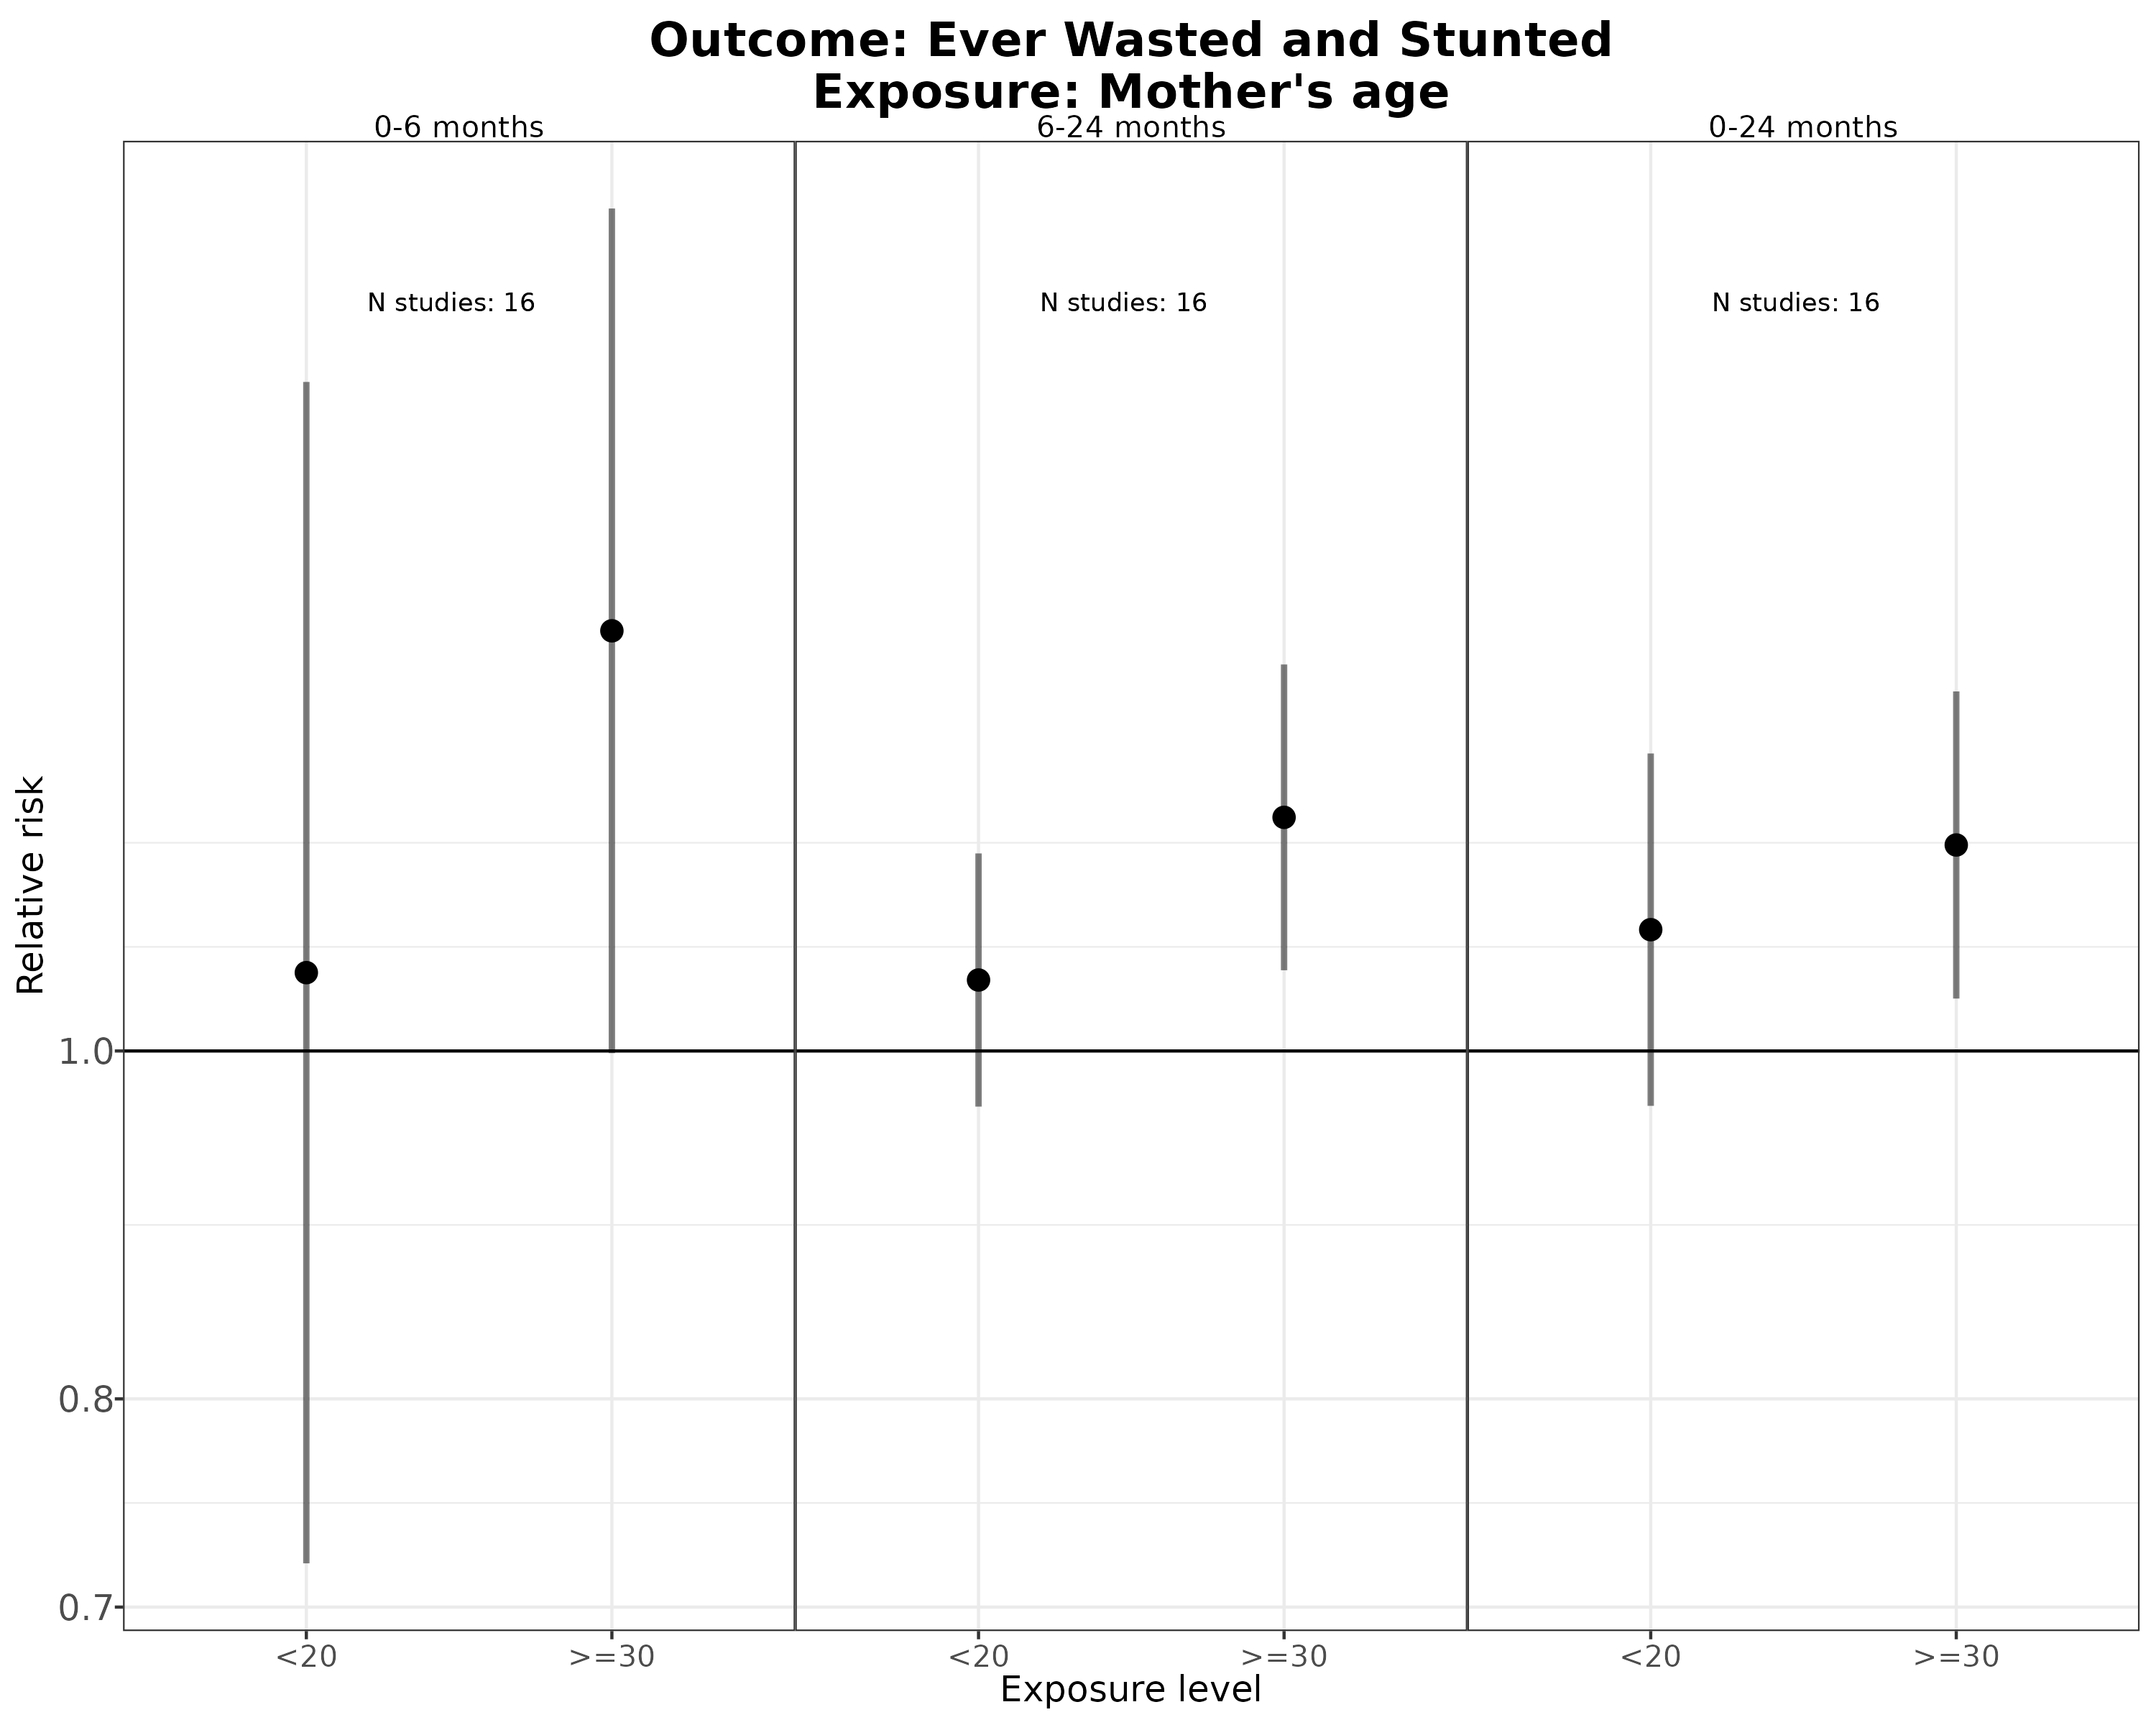 Outcome: Ever Wasted and Stunted
Exposure: Mother's age
0-6 months
6-24 months
0-24 months
N studies: 16
N studies: 16
N studies: 16
Relative risk
1.0
0.8
0.7
<20
>=30
<20
>=30
<20
>=30
Exposure level